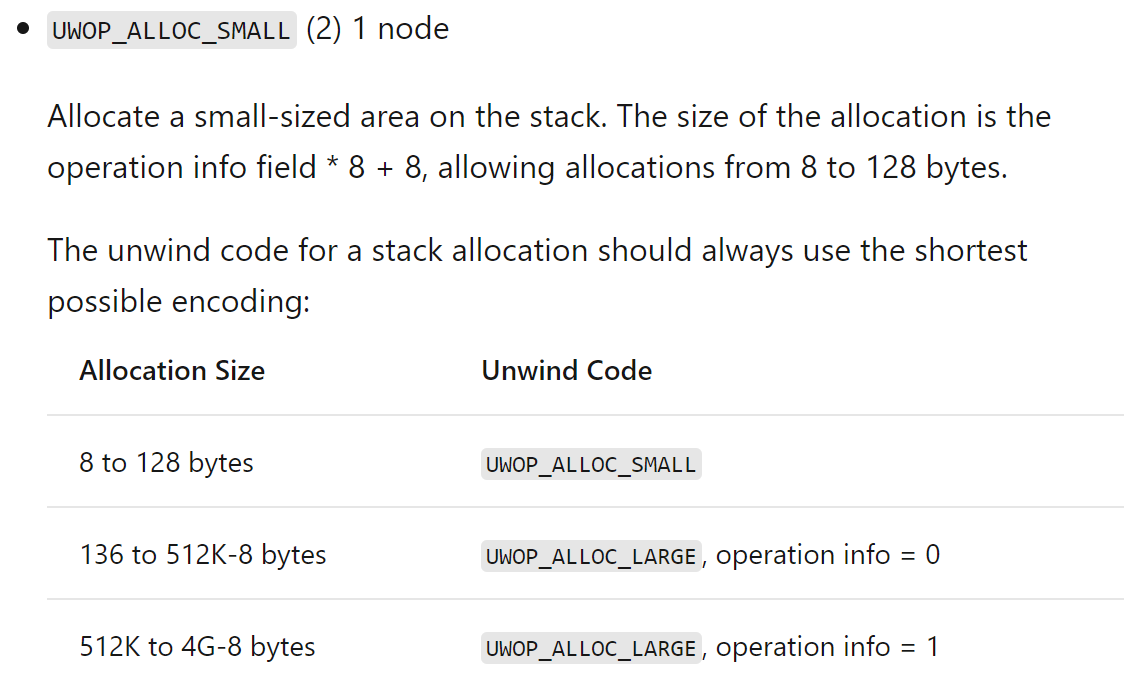 • UWOP_ALLOC_SMALL (2) 1 node
Allocate a small-sized area on the stack. The size of the allocation is the
operation info field * 8 + 8, allowing allocations from 8 to 128 bytes.
The unwind code for a stack allocation should always use the shortest
possible encoding:
Allocation Size Unwind Code
8 to 128 bytes UWOP_ALLOC_SMALL
136 to 512K-8 bytes UWOP_ALLOC_LARGE, operation info = 0
512K to 4G-8 bytes UWOP_ALLOC_LARGE, operation info = 1